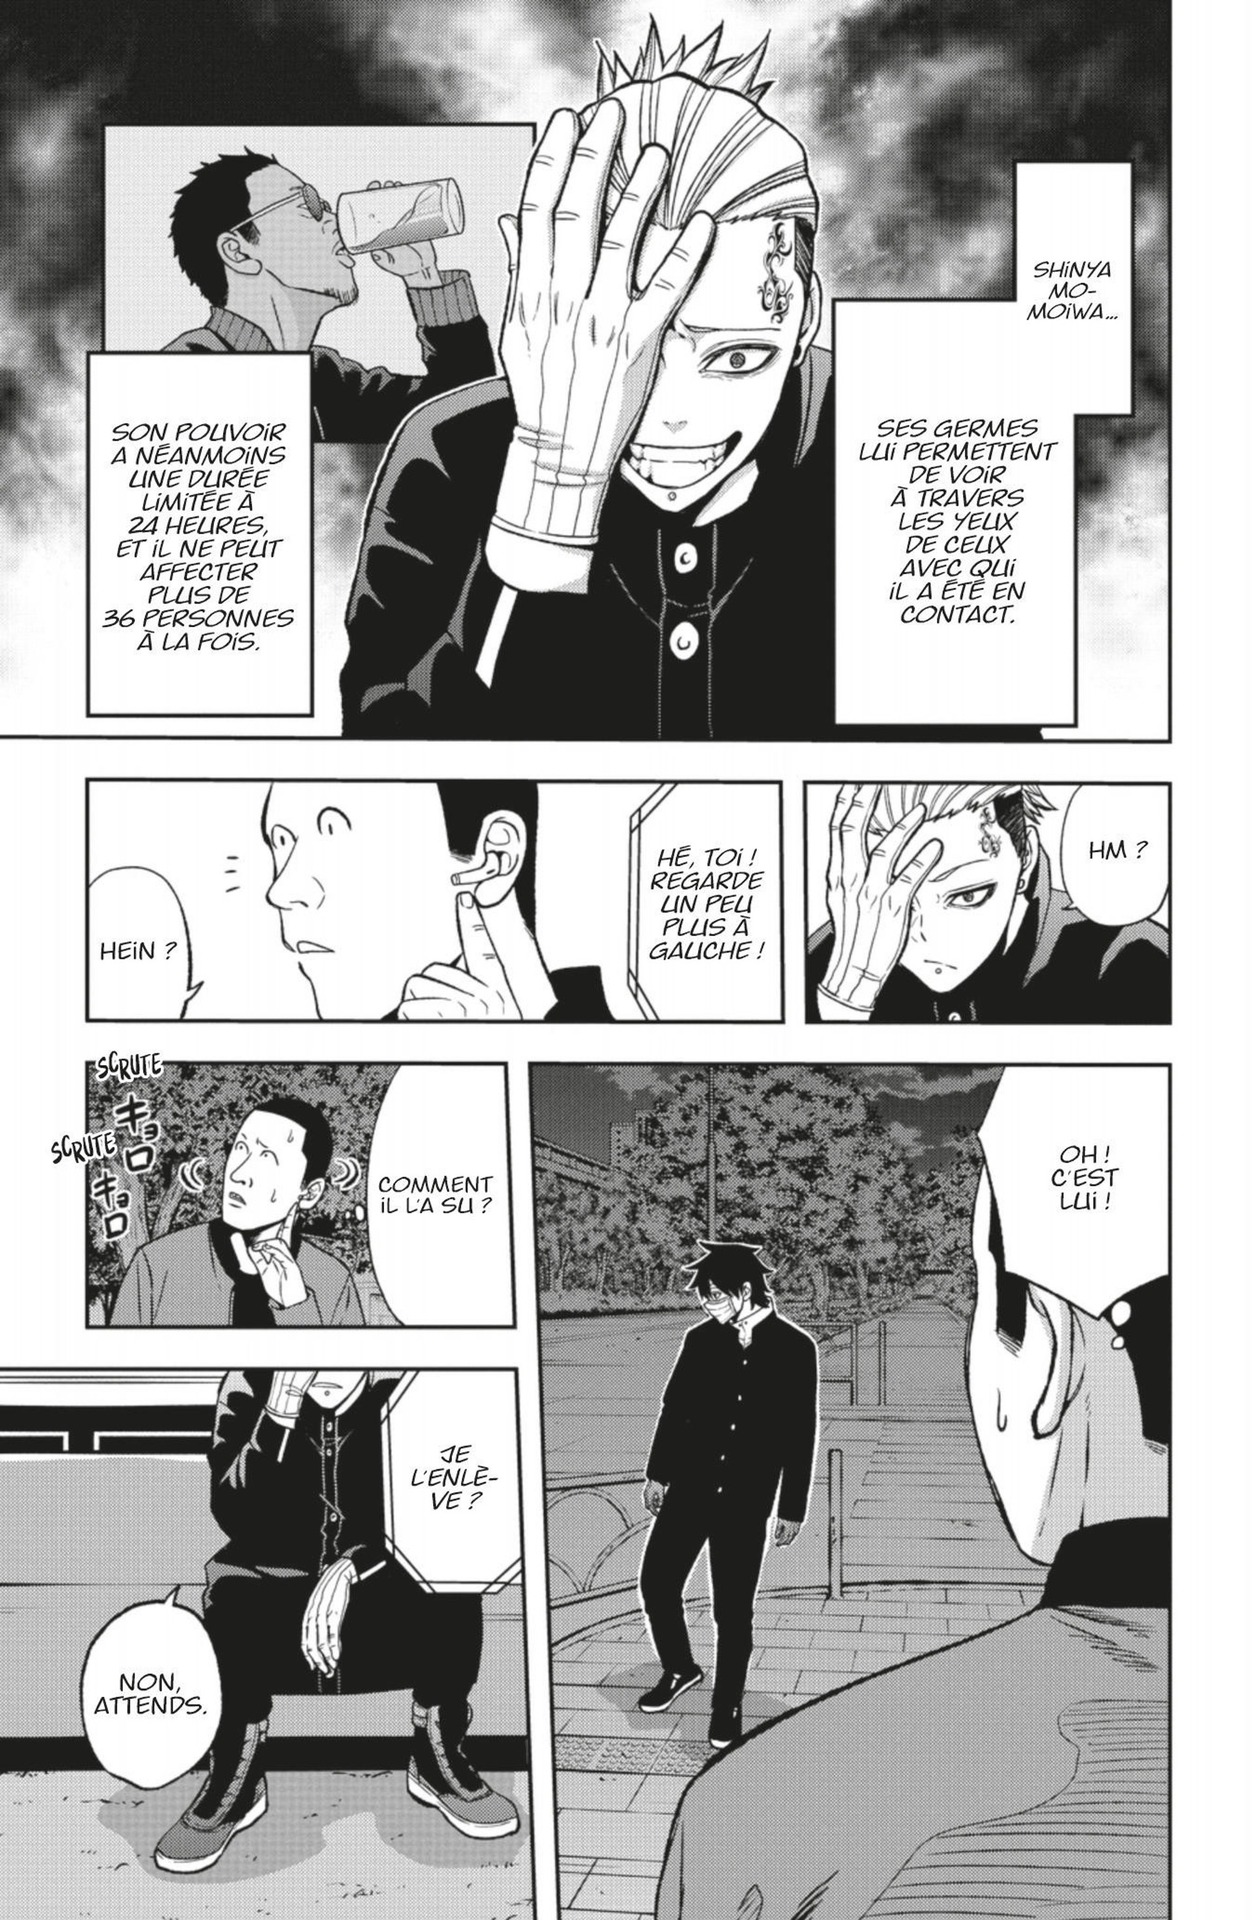 SHINYA
MO-
MOIWA...
SES GERMES
LUI PERMETTENT
DE VOIR
À TRAVERS
LES YEUX
DE CEUX
AVEC QUI
IL A ÉTÉ EN
CONTACT.
SON POUVOIR
A NÉANMOINS
UNE DURÉE
LIMITÉE À
24 HEURES,
ET IL NE PEUT
AFFECTER
PLUS DE
36 PERSONNES
À LA FOIS.
HM ?
HÉ, TOI !
REGARDE
UN PEU
PLUS À
GAUCHE !
HEIN ?
OH !
C'EST
LUI !
COMMENT
IL L'A SU ?
SCRUTE
キョロ
SCRUTE
キョロ
JE
L'ENLÈ-
VE ?
NON,
ATTENDS.